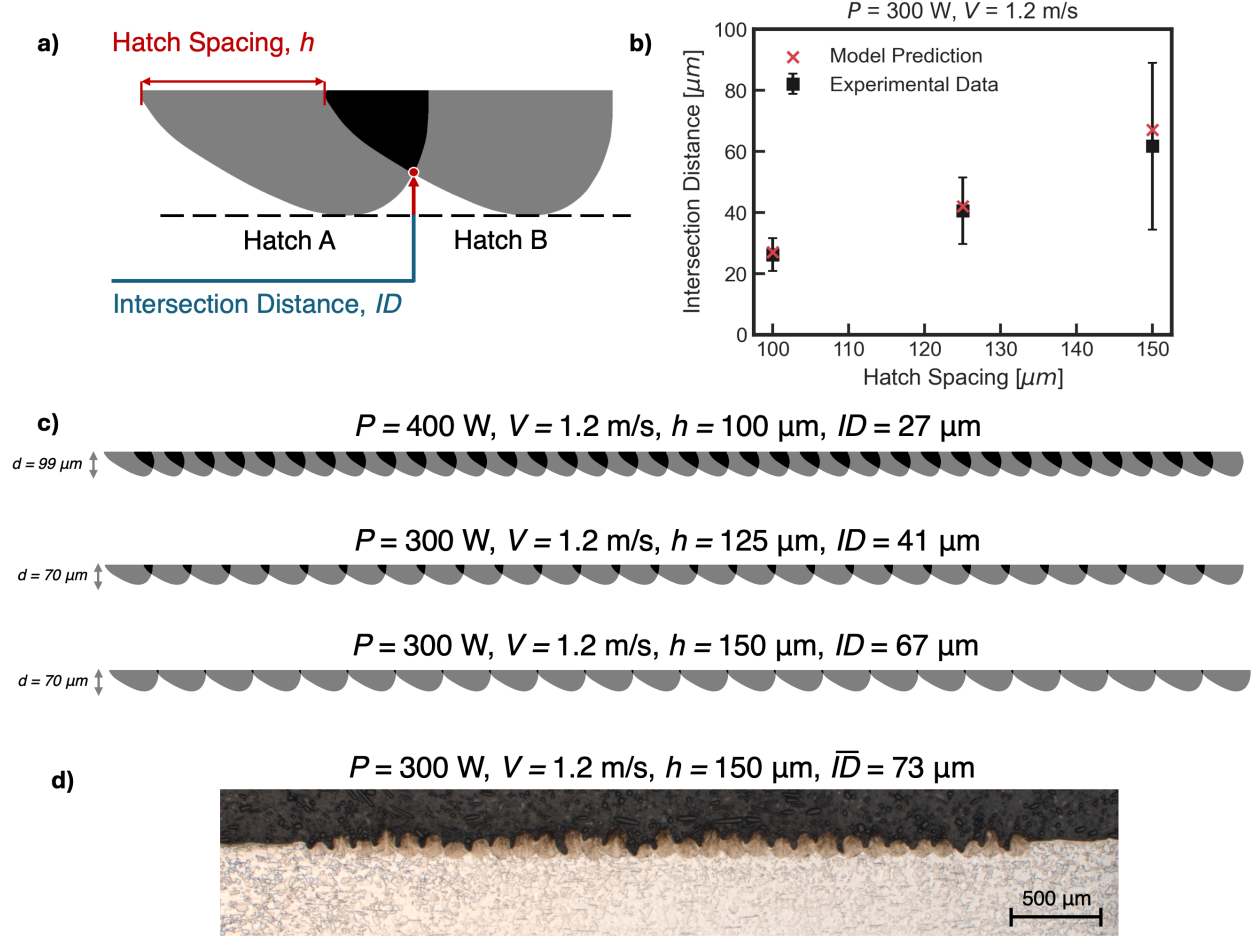 a)
Hatch Spacing, h
Hatch A
Hatch B
Intersection Distance, ID
b)
P = 300 W, V = 1.2 m/s
Model Prediction
Experimental Data
Intersection Distance [μm]
100
80
60
40
20
0
100 110 120 130 140 150
Hatch Spacing [μm]
c)
P = 400 W, V = 1.2 m/s, h = 100 μm, ID = 27 μm
d = 99 μm
P = 300 W, V = 1.2 m/s, h = 125 μm, ID = 41 μm
d = 70 μm
P = 300 W, V = 1.2 m/s, h = 150 μm, ID = 67 μm
d = 70 μm
d)
P = 300 W, V = 1.2 m/s, h = 150 μm, I̅D̅ = 73 μm
500 μm